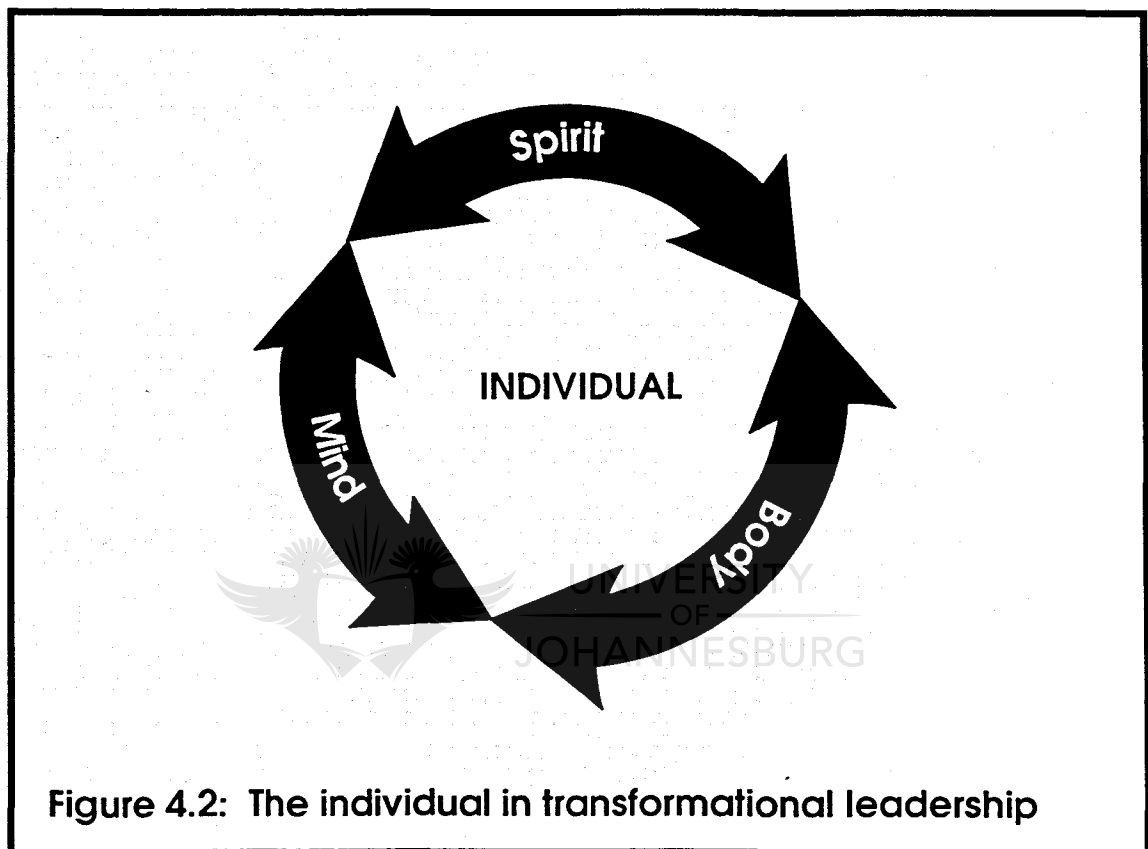 Spirit
INDIVIDUAL
Mind
Body
UNIVERSITY
OF
JOHANNESBURG
Figure 4.2: The individual in transformational leadership